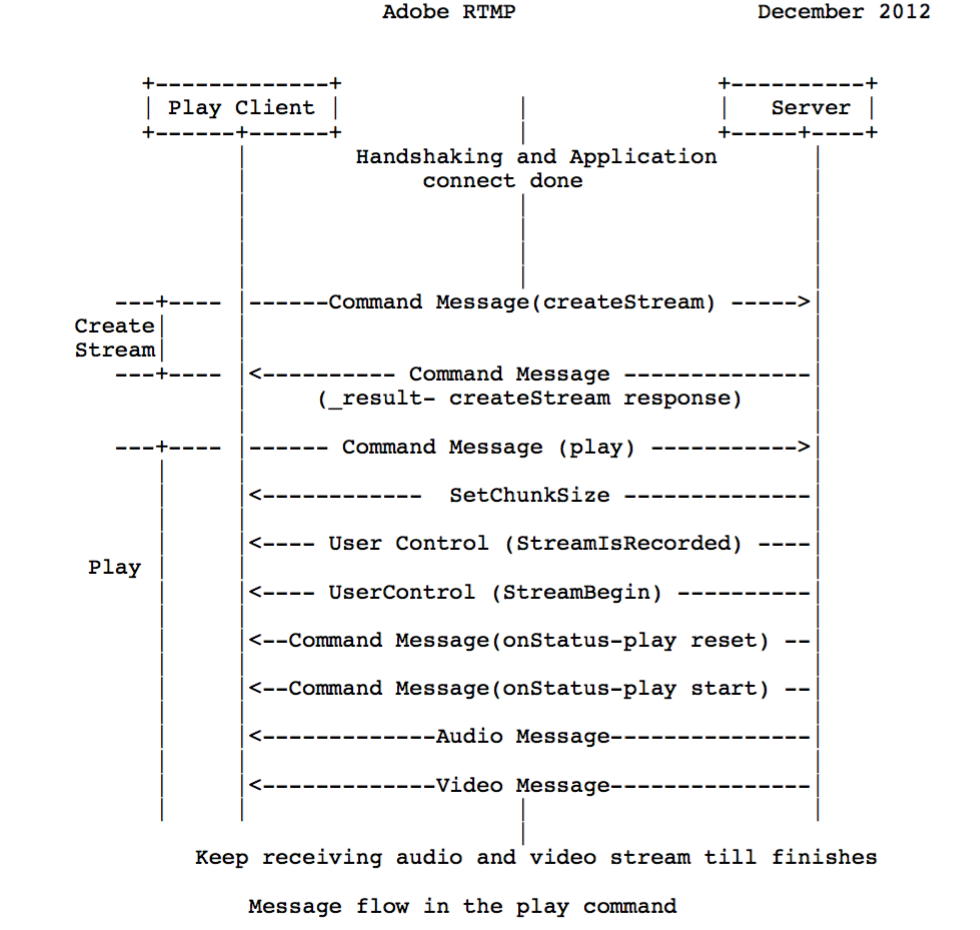 Adobe RTMP December 2012
Play Client Server
Handshaking and Application
connect done
------Command Message(createStream) ----->
Create
Stream
<---------- Command Message --------------
(_result- createStream response)
------ Command Message (play) ----------->
<------------ SetChunkSize --------------
<---- User Control (StreamIsRecorded) ----
Play
<---- UserControl (StreamBegin) ----------
<--Command Message(onStatus-play reset) --
<--Command Message(onStatus-play start) --
<-------------Audio Message---------------
<-------------Video Message---------------
Keep receiving audio and video stream till finishes
Message flow in the play command